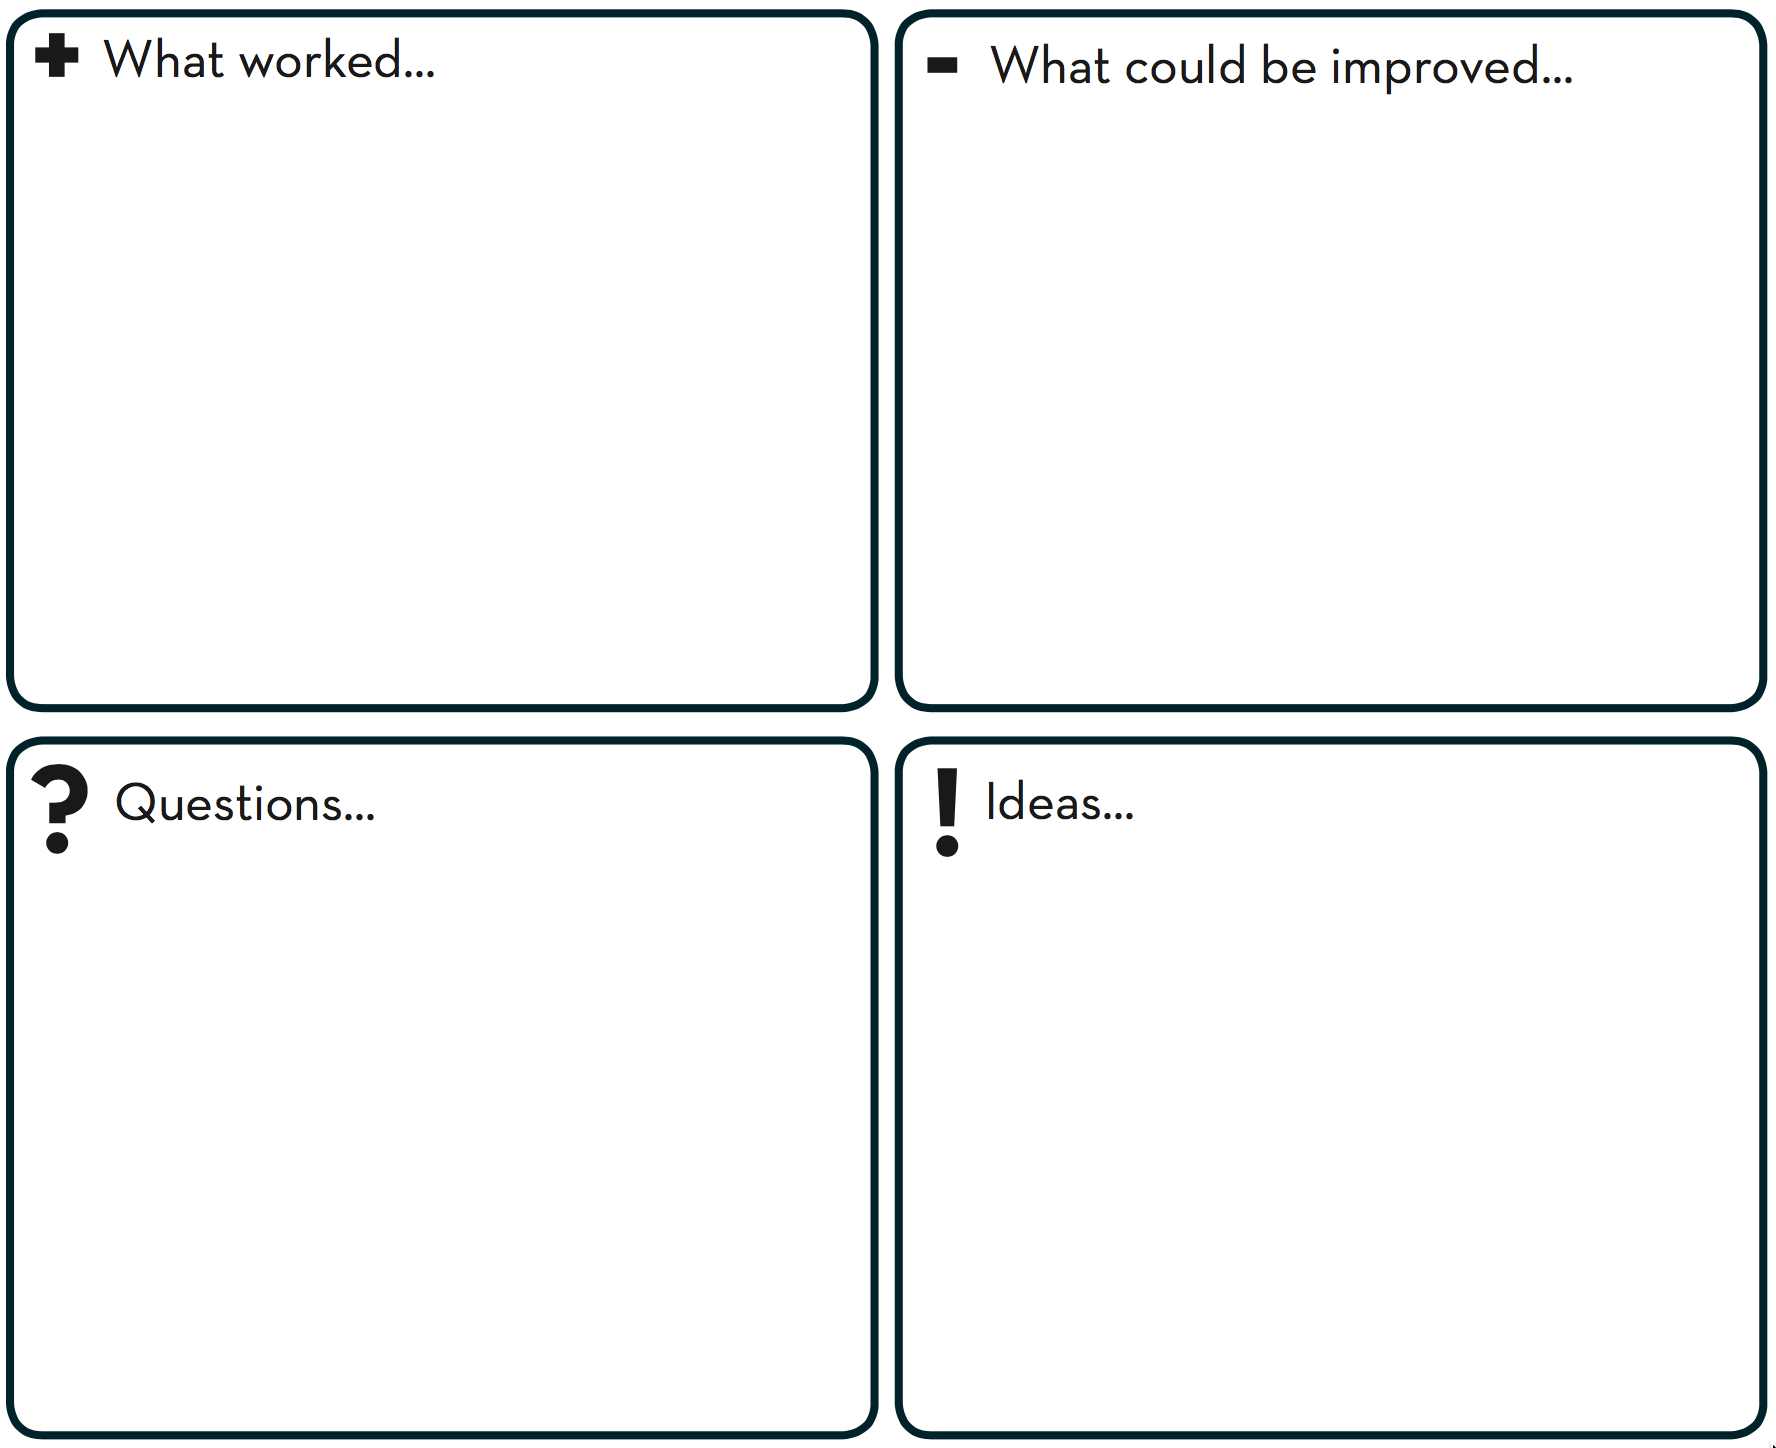 + What worked...
- What could be improved...
? Questions...
! Ideas...